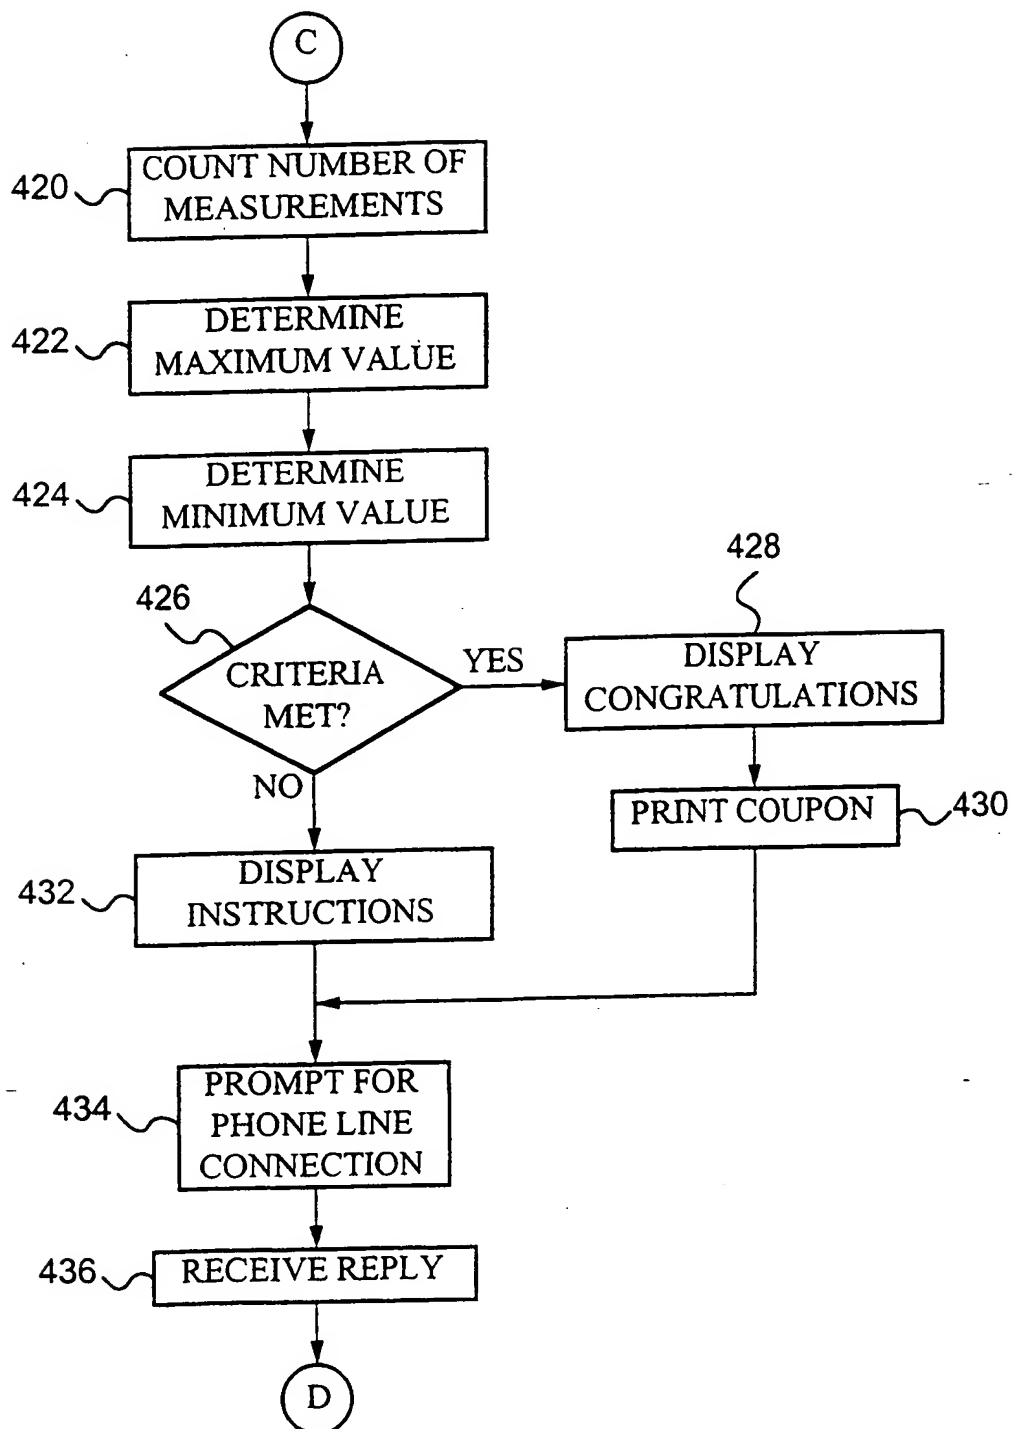 C
420
COUNT NUMBER OF
MEASUREMENTS
422
DETERMINE
MAXIMUM VALUE
424
DETERMINE
MINIMUM VALUE
426
CRITERIA
MET?
YES
428
DISPLAY
CONGRATULATIONS
430
PRINT COUPON
NO
432
DISPLAY
INSTRUCTIONS
434
PROMPT FOR
PHONE LINE
CONNECTION
436
RECEIVE REPLY
D